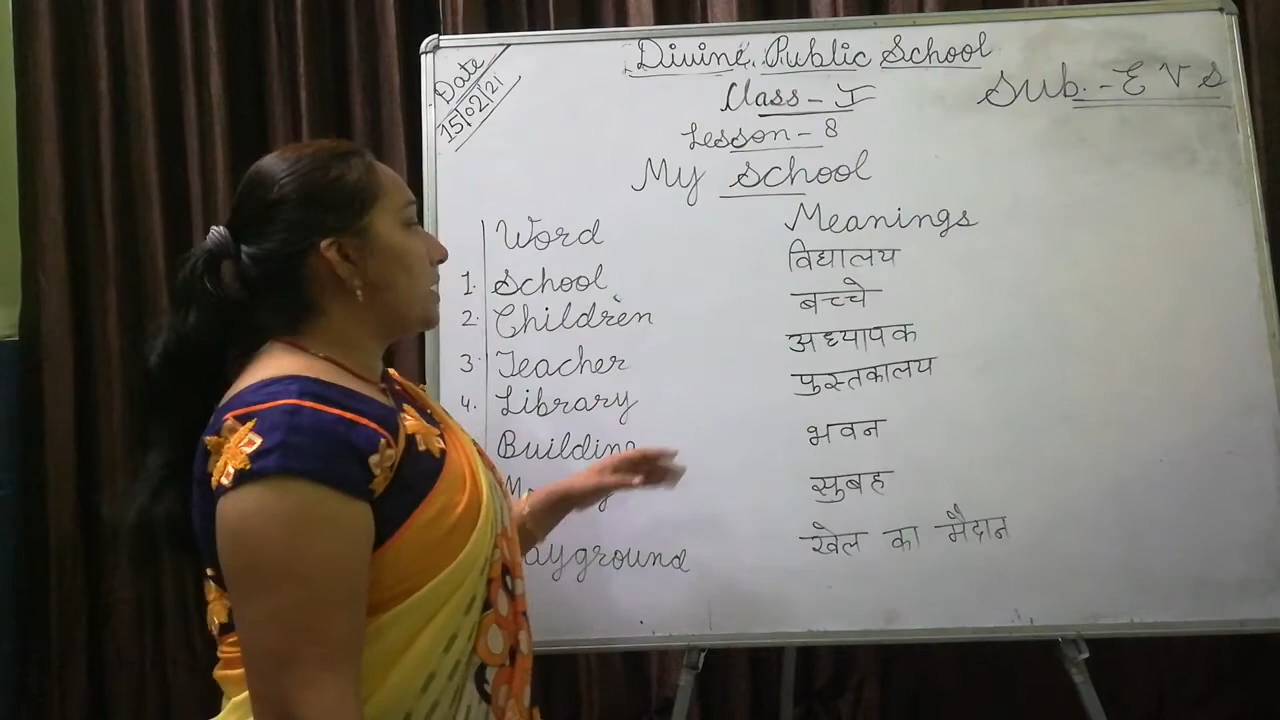 Date
15/02/21
Divine Public School
Class - I
Sub. - E V S
Lesson - 8
My School
Word Meanings
1. School विद्यालय
2. Children बच्चे
3. Teacher अध्यापक
4. Library पुस्तकालय
Building भवन
सुबह
खेल का मैदान